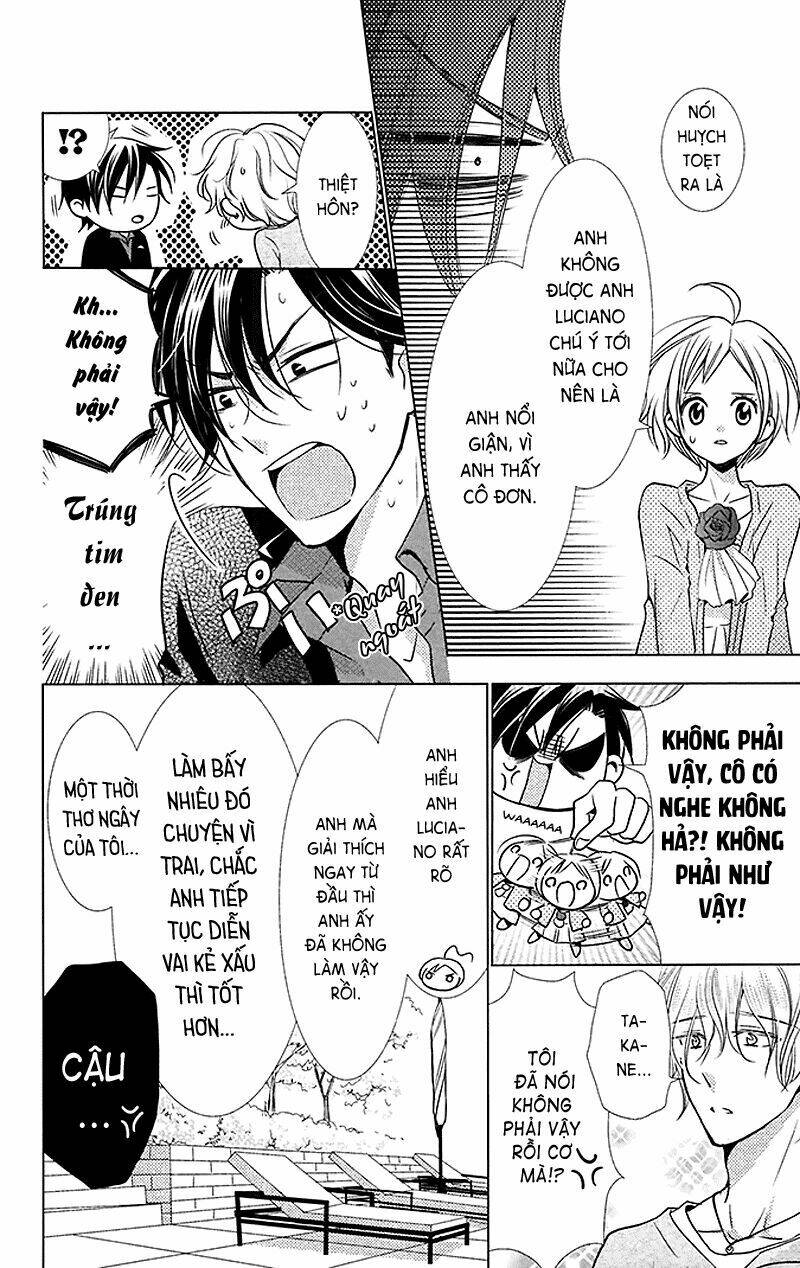 NÓI
HUỴCH
TOẸT
RA LÀ
ANH
KHÔNG
ĐƯỢC ANH
LUCIANO
CHÚ Ý TỚI
NỮA CHO
NÊN LÀ
ANH NỔI
GIẬN, VÌ
ANH THẤY
CÔ ĐƠN.
THIỆT
HÔN?
!?
Kh...
Không
phải
vậy!
Trúng
tim
đen
...
ぷい
*Quay
ngoắt
KHÔNG PHẢI
VẬY, CÔ CÓ
NGHE KHÔNG
HẢ?! KHÔNG
PHẢI NHƯ
VẬY!
WAAAAAA
TA-
KA-
NE...
TÔI
ĐÃ NÓI
KHÔNG
PHẢI VẬY
RỒI CƠ
MÀ!?
ANH
HIỂU
ANH
LUCIA-
NO RẤT
RÕ
ANH MÀ
GIẢI THÍCH
NGAY TỪ
ĐẦU THÌ
ANH ẤY
ĐÃ KHÔNG
LÀM VẬY
RỒI.
LÀM BẤY
NHIÊU ĐÓ
CHUYỆN VÌ
TRAI, CHẮC
ANH TIẾP
TỤC DIỄN
VAI KẺ XẤU
THÌ TỐT
HƠN...
MỘT THỜI
THƠ NGÂY
CỦA TÔI...
CẬU
...